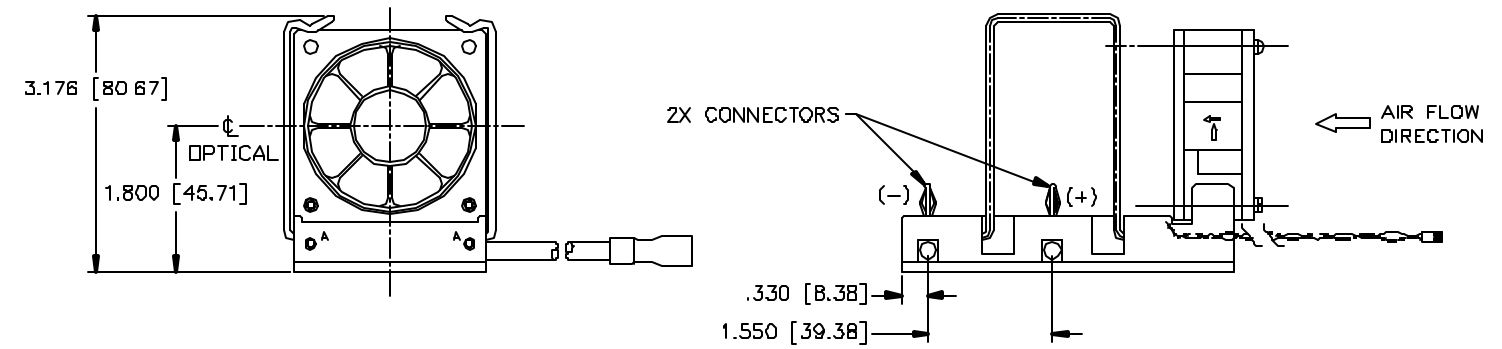 3.176 [80 67]
℄
OPTICAL
1.800 [45.71]
A A
2X CONNECTORS
(-) (+)
AIR FLOW
DIRECTION
.330 [8.38]
1.550 [39.38]